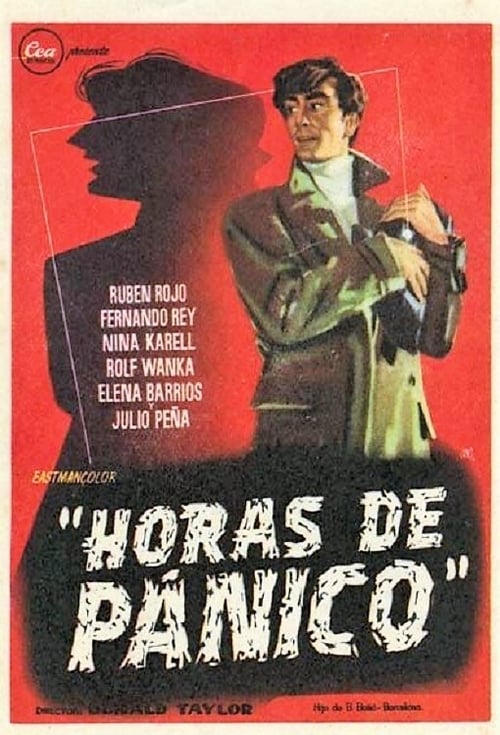 Cea
presenta
RUBEN ROJO
FERNANDO REY
NINA KARELL
ROLF WANKA
ELENA BARRIOS
Y
JULIO PEÑA
EASTMANCOLOR
"HORAS DE
PÁNICO"
DIRECTOR: DONALD TAYLOR
Hijo de B. Barcelona.